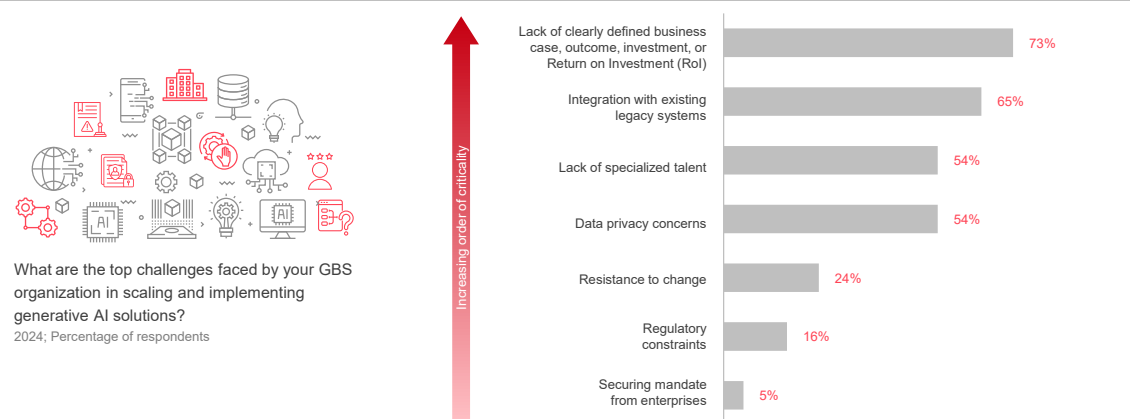 AI
AI
What are the top challenges faced by your GBS
organization in scaling and implementing
generative AI solutions?
2024; Percentage of respondents
Increasing order of criticality
Lack of clearly defined business
case, outcome, investment, or
Return on Investment (RoI)
73%
Integration with existing
legacy systems
65%
Lack of specialized talent
54%
Data privacy concerns
54%
Resistance to change
24%
Regulatory
constraints
16%
Securing mandate
from enterprises
5%